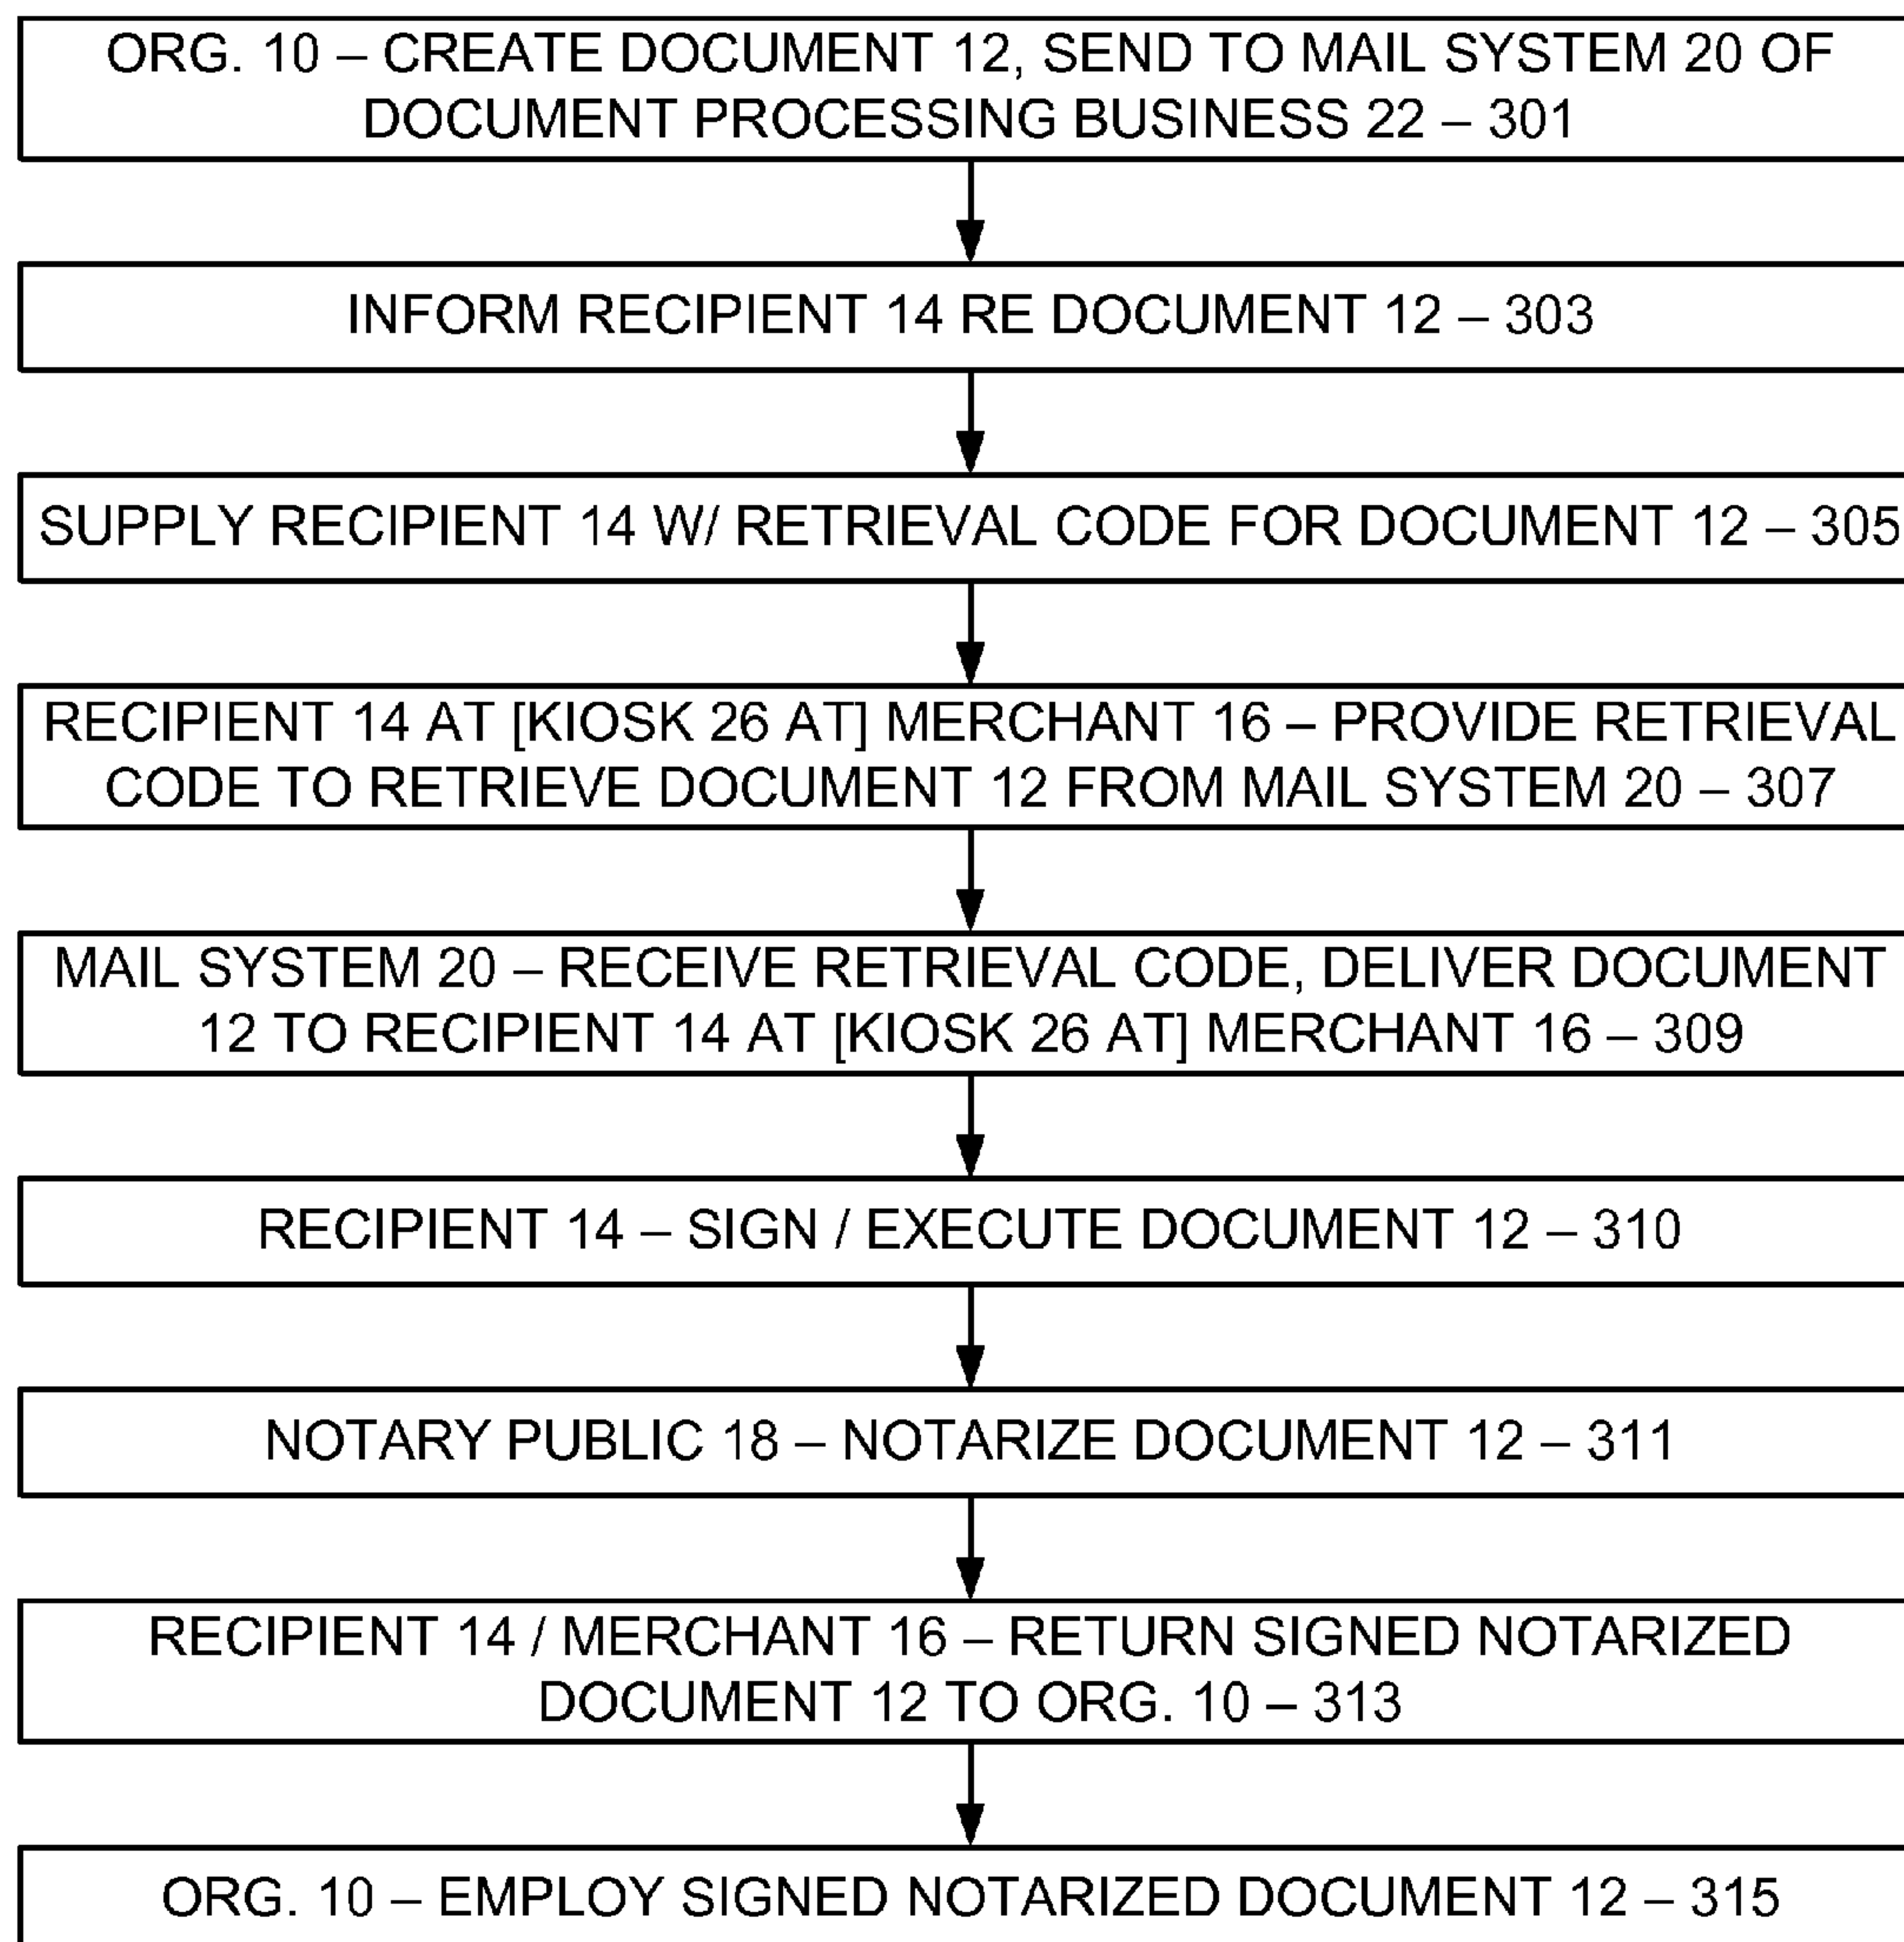 ORG. 10 – CREATE DOCUMENT 12, SEND TO MAIL SYSTEM 20 OF
DOCUMENT PROCESSING BUSINESS 22 – 301
INFORM RECIPIENT 14 RE DOCUMENT 12 – 303
SUPPLY RECIPIENT 14 W/ RETRIEVAL CODE FOR DOCUMENT 12 – 305
RECIPIENT 14 AT [KIOSK 26 AT] MERCHANT 16 – PROVIDE RETRIEVAL
CODE TO RETRIEVE DOCUMENT 12 FROM MAIL SYSTEM 20 – 307
MAIL SYSTEM 20 – RECEIVE RETRIEVAL CODE, DELIVER DOCUMENT
12 TO RECIPIENT 14 AT [KIOSK 26 AT] MERCHANT 16 – 309
RECIPIENT 14 – SIGN / EXECUTE DOCUMENT 12 – 310
NOTARY PUBLIC 18 – NOTARIZE DOCUMENT 12 – 311
RECIPIENT 14 / MERCHANT 16 – RETURN SIGNED NOTARIZED
DOCUMENT 12 TO ORG. 10 – 313
ORG. 10 – EMPLOY SIGNED NOTARIZED DOCUMENT 12 – 315